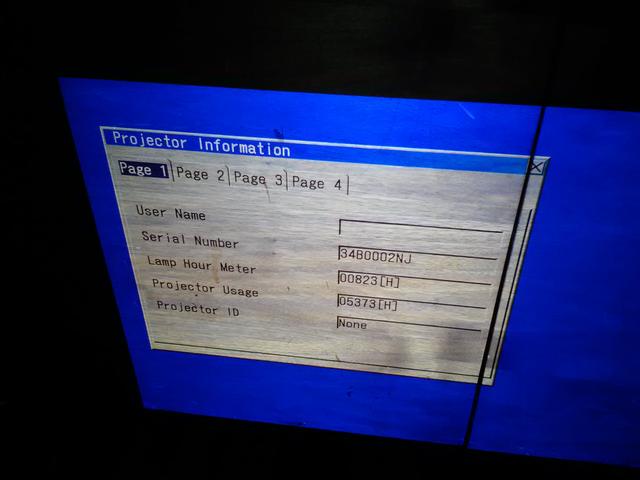 Projector Information
Page 1 Page 2 Page 3 Page 4
User Name
Serial Number 34B0002NJ
Lamp Hour Meter 00823[H]
Projector Usage 05373[H]
Projector ID None